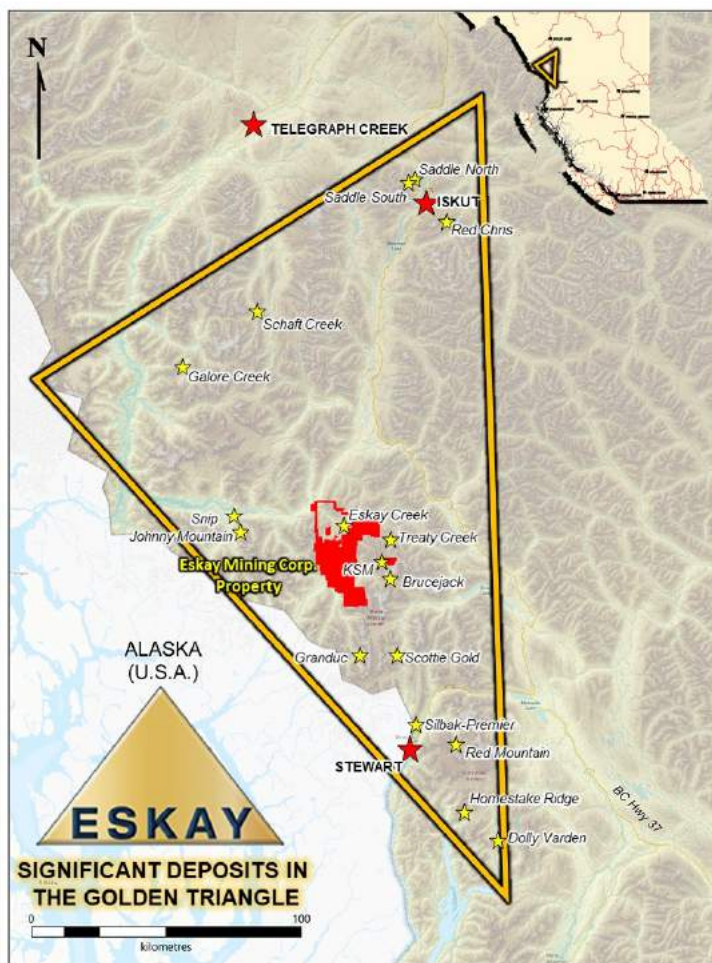 N
TELEGRAPH CREEK
Saddle North
Saddle South
ISKUT
Red Chris
Schaft Creek
Galore Creek
Snip
Eskay Creek
Johnny Mountain
Treaty Creek
Eskay Mining Corp.
Property
KSM
Brucejack
ALASKA
(U.S.A.)
Granduc
Scottie Gold
Silbak-Premier
STEWART
Red Mountain
Homestake Ridge
BC Hwy 37
Dolly Varden
ESKAY
SIGNIFICANT DEPOSITS IN
THE GOLDEN TRIANGLE
0 100
kilometres